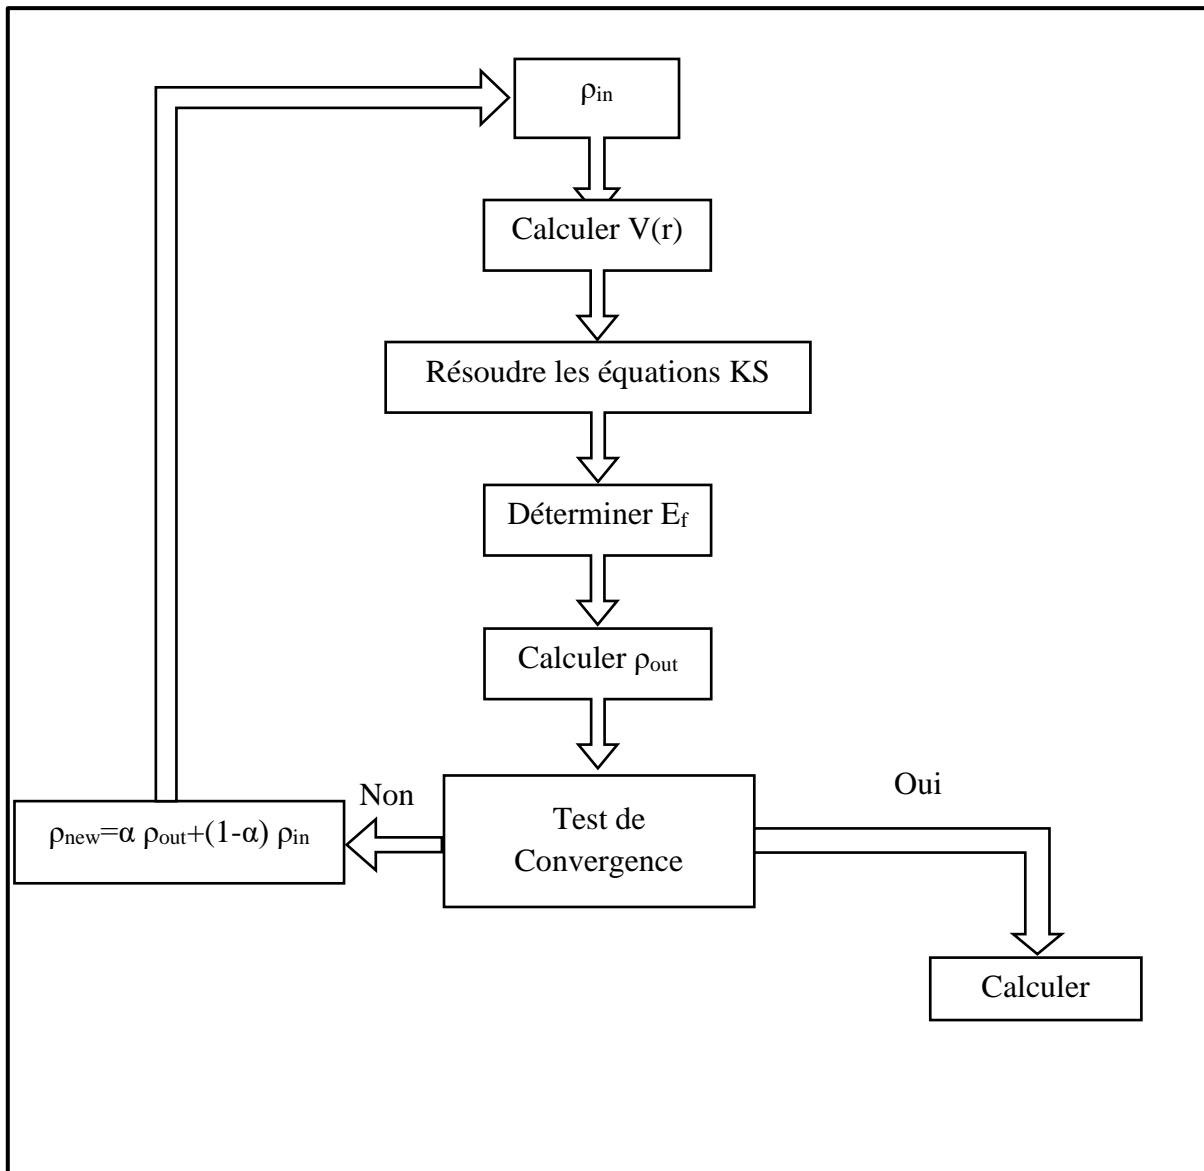 ρin
Calculer V(r)
Résoudre les équations KS
Déterminer Ef
Calculer ρout
Non
Oui
ρnew=α ρout+(1-α) ρin
Test de
Convergence
Calculer